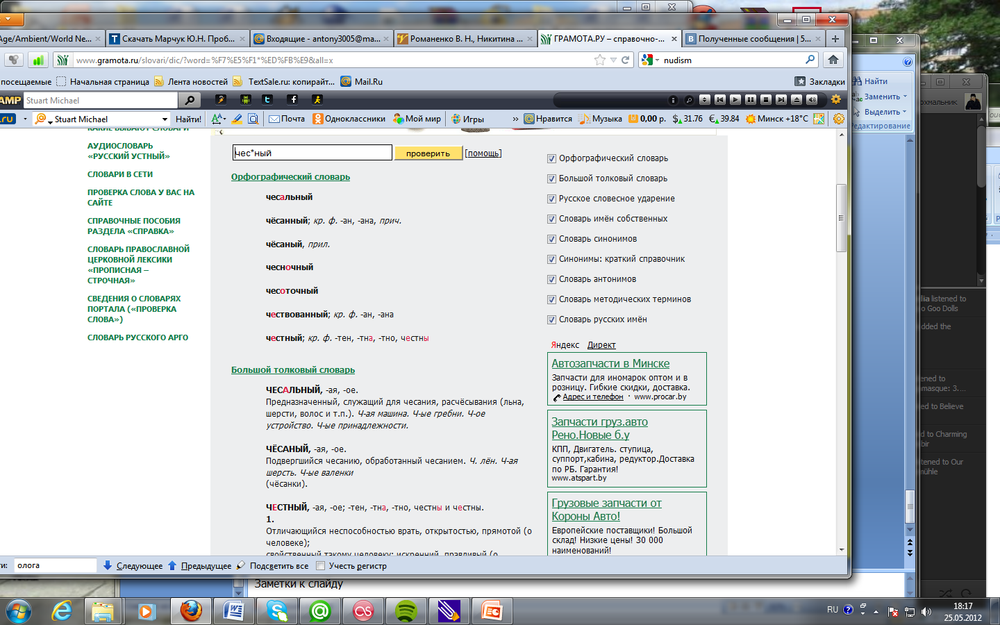 Age/Ambient/World Ne...
Скачать Марчук Ю.Н. Проб...
Входящие - antony3005@ma...
Романенко В. Н., Никитина ...
ГРАМОТА.РУ – справочно-...
Полученные сообщения | 5...
www.gramota.ru/slovari/dic/?word=%F7%E5%F1*%ED%FB%E9&all=x
nudism
посещаемые
Начальная страница
Лента новостей
TextSale.ru: копирайт...
Mail.Ru
Закладки
AMP
Stuart Michael
.ru
Stuart Michael
Найти!
Почта
Одноклассники
Мой мир
Игры
»
Нравится
Музыка
0,00 р.
$ 31.76
€ 39.84
Минск +18°C
КАКИЕ БЫВАЮТ СЛОВАРИ
АУДИОСЛОВАРЬ
«РУССКИЙ УСТНЫЙ»
СЛОВАРИ В СЕТИ
ПРОВЕРКА СЛОВА У ВАС НА
САЙТЕ
СПРАВОЧНЫЕ ПОСОБИЯ
РАЗДЕЛА «СПРАВКА»
СЛОВАРЬ ПРАВОСЛАВНОЙ
ЦЕРКОВНОЙ ЛЕКСИКИ
«ПРОПИСНАЯ –
СТРОЧНАЯ»
СВЕДЕНИЯ О СЛОВАРЯХ
ПОРТАЛА («ПРОВЕРКА
СЛОВА»)
СЛОВАРЬ РУССКОГО АРГО
чес*ный
проверить
[помощь]
Орфографический словарь
чесальный
чёсанный; кр. ф. -ан, -ана, прич.
чёсаный, прил.
чесночный
чесоточный
чествованный; кр. ф. -ан, -ана
честный; кр. ф. -тен, -тна, -тно, честны
Большой толковый словарь
ЧЕСАЛЬНЫЙ, -ая, -ое.
Предназначенный, служащий для чесания, расчёсывания (льна,
шерсти, волос и т.п.). Ч-ая машина. Ч-ые гребни. Ч-ое
устройство. Ч-ые принадлежности.
ЧЁСАНЫЙ, -ая, -ое.
Подвергшийся чесанию, обработанный чесанием. Ч. лён. Ч-ая
шерсть. Ч-ые валенки
(чёсанки).
ЧЕСТНЫЙ, -ая, -ое; -тен, -тна, -тно, честны и честны.
1.
Отличающийся неспособностью врать, открытостью, прямотой (о
человеке);
свойственный такому человеку; искренний, правдивый (о
Орфографический словарь
Большой толковый словарь
Русское словесное ударение
Словарь имён собственных
Словарь синонимов
Синонимы: краткий справочник
Словарь антонимов
Словарь методических терминов
Словарь русских имён
Яндекс Директ
Автозапчасти в Минске
Запчасти для иномарок оптом и в
розницу. Гибкие скидки, доставка.
Адрес и телефон · www.procar.by
Запчасти груз.авто
Рено.Новые б.у
КПП, Двигатель. ступица,
суппорт,кабина, редуктор.Доставка
по РБ. Гарантия!
www.atspart.by
Грузовые запчасти от
Короны Авто!
Европейские поставщики! Большой
склад! Низкие цены! 30 000
наименований!
ти:
олога
Следующее
Предыдущее
Подсветить все
Учесть регистр
Заметки к слайду
Найти
Заменить
Выделить
Редактирование
охмальник
lia listened to
o Goo Dolls
dded the
ened to
masque: 3....
ed to Believe
d to Charming
bir
tened to Our
mühle
RU
18:17
25.05.2012